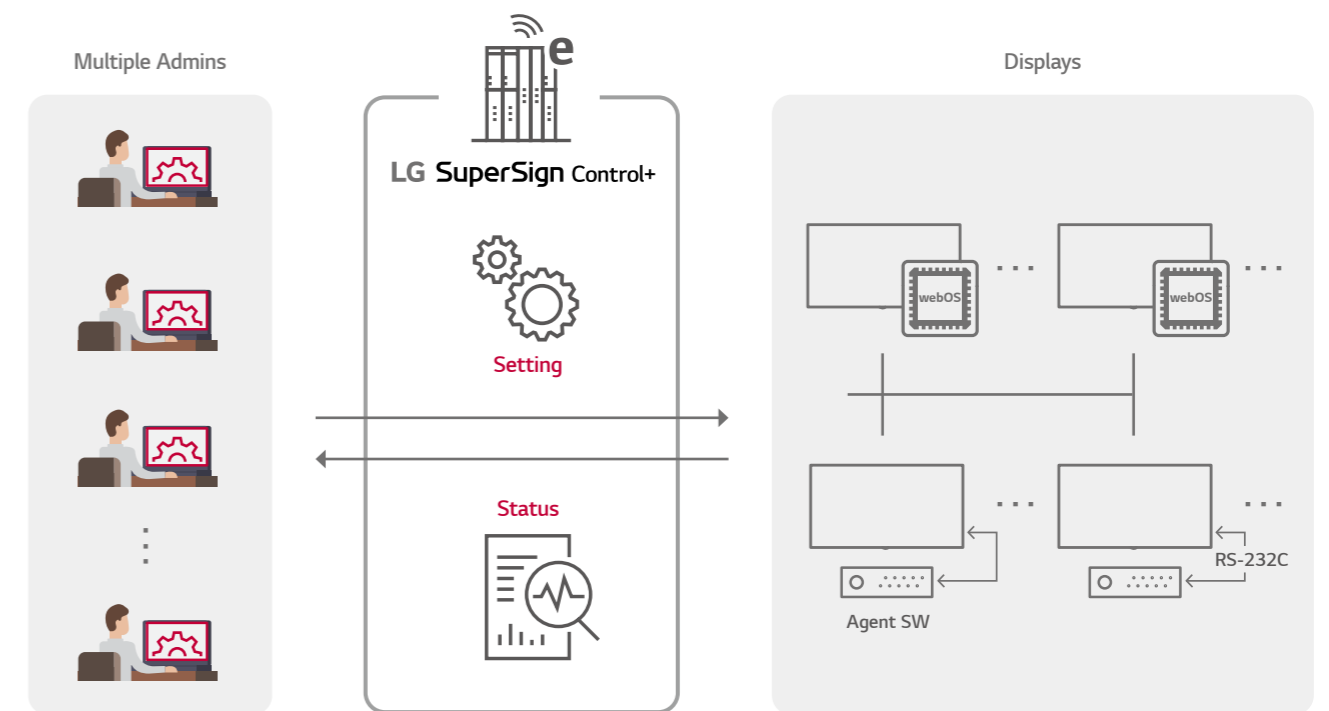 Multiple Admins
e
Displays
LG SuperSign Control+
webOS
webOS
Setting
Status
RS-232C
Agent SW